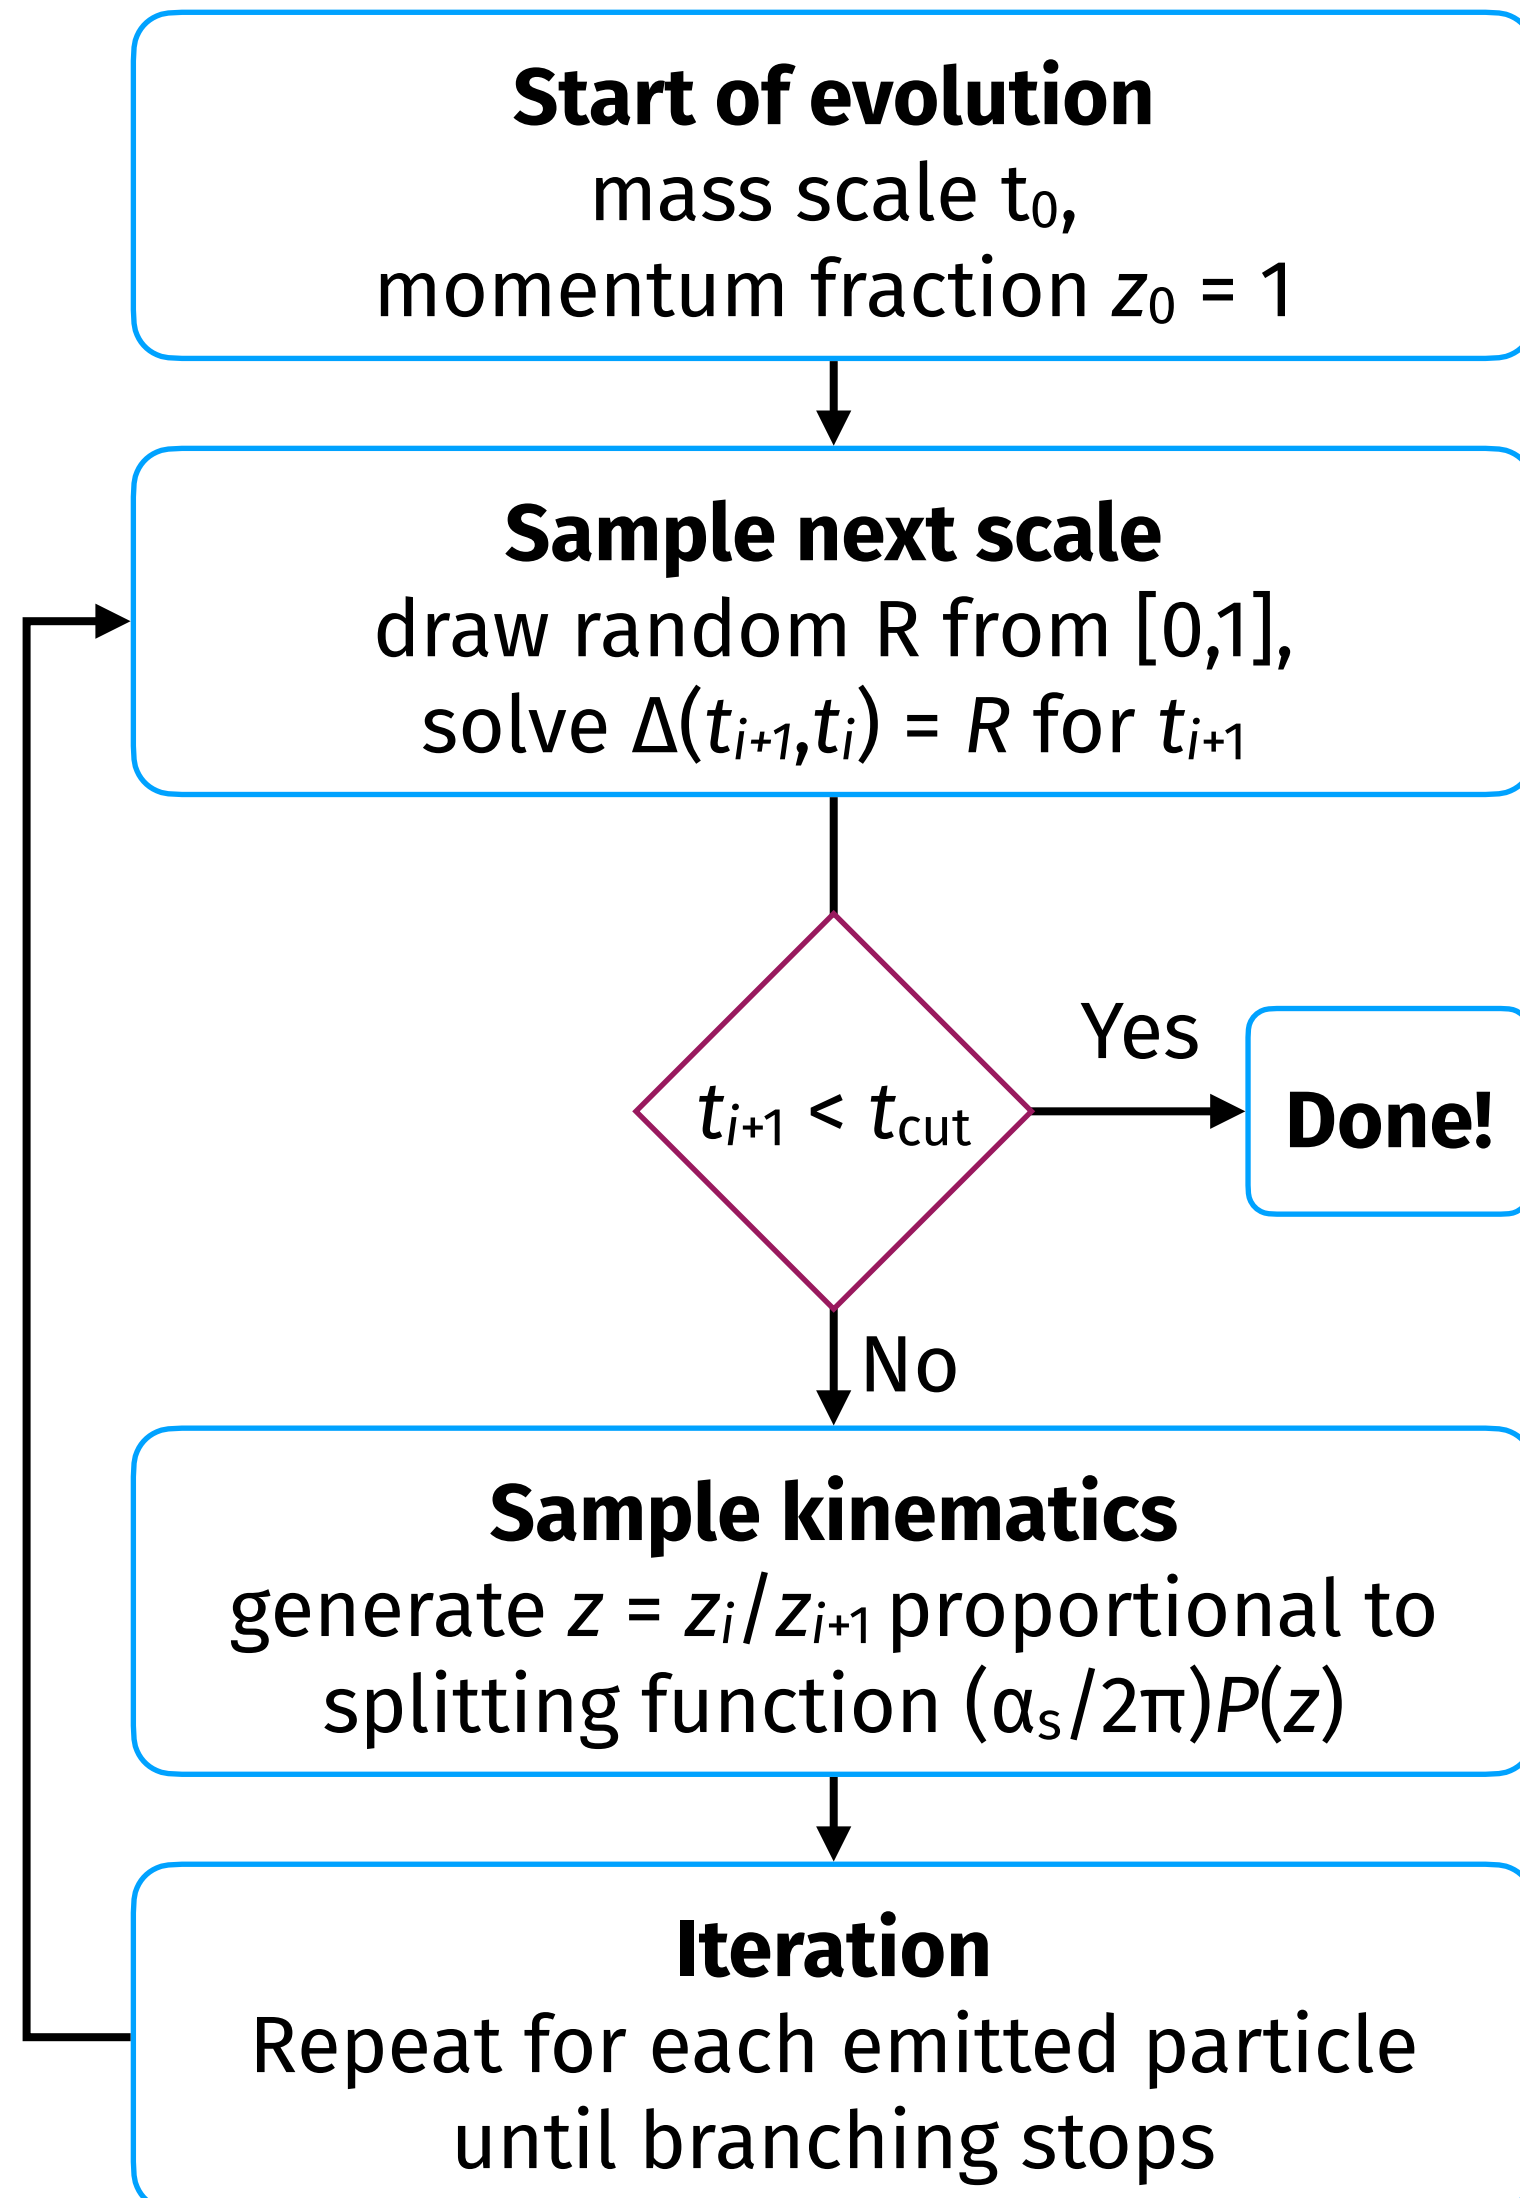 Start of evolution
mass scale t₀,
momentum fraction z₀ = 1
Sample next scale
draw random R from [0,1],
solve Δ(tᵢ₊₁,tᵢ) = R for tᵢ₊₁
Yes
tᵢ₊₁ < t_cut
Done!
No
Sample kinematics
generate z = zᵢ/zᵢ₊₁ proportional to
splitting function (αₛ/2π)P(z)
Iteration
Repeat for each emitted particle
until branching stops